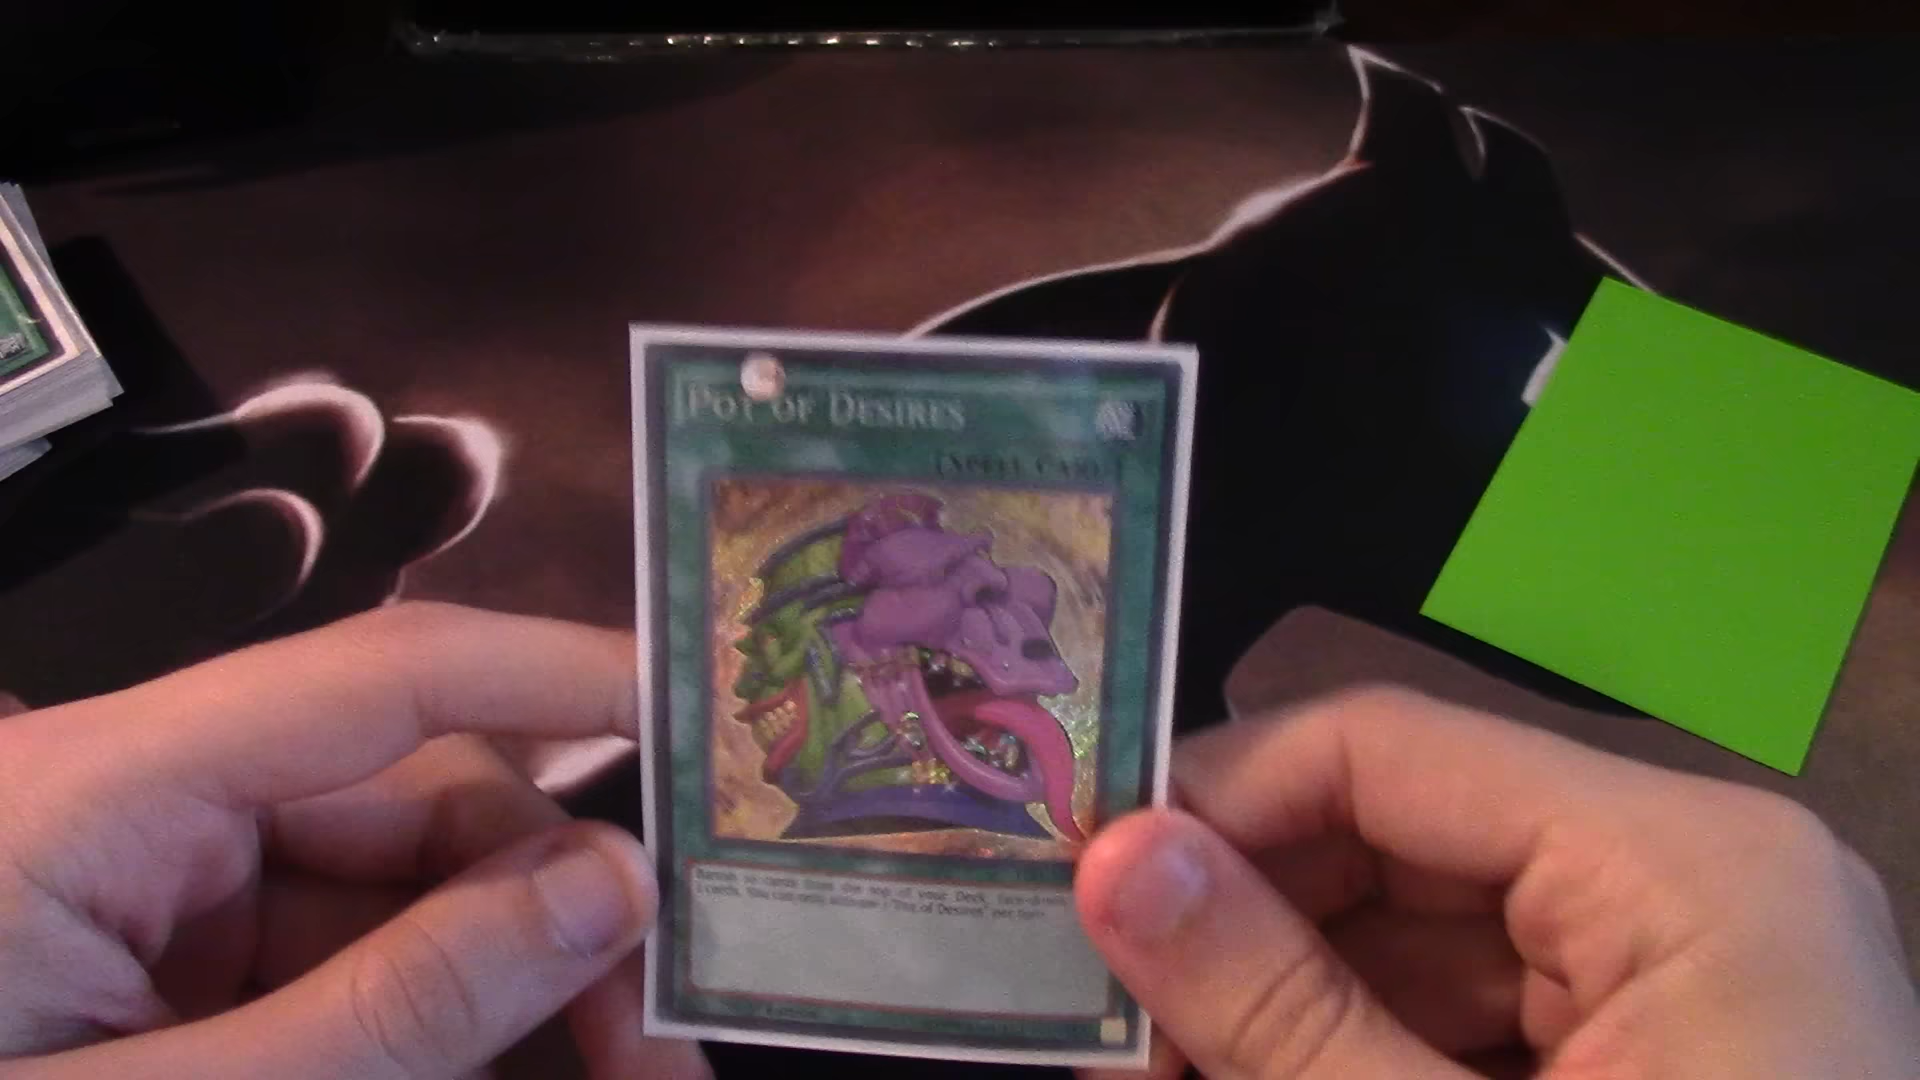 POT OF DESIRES
[SPELL CARD]
Banish 10 cards from the top of your Deck, face-down;
2 cards. You can only activate 1 "Pot of Desires" per turn.